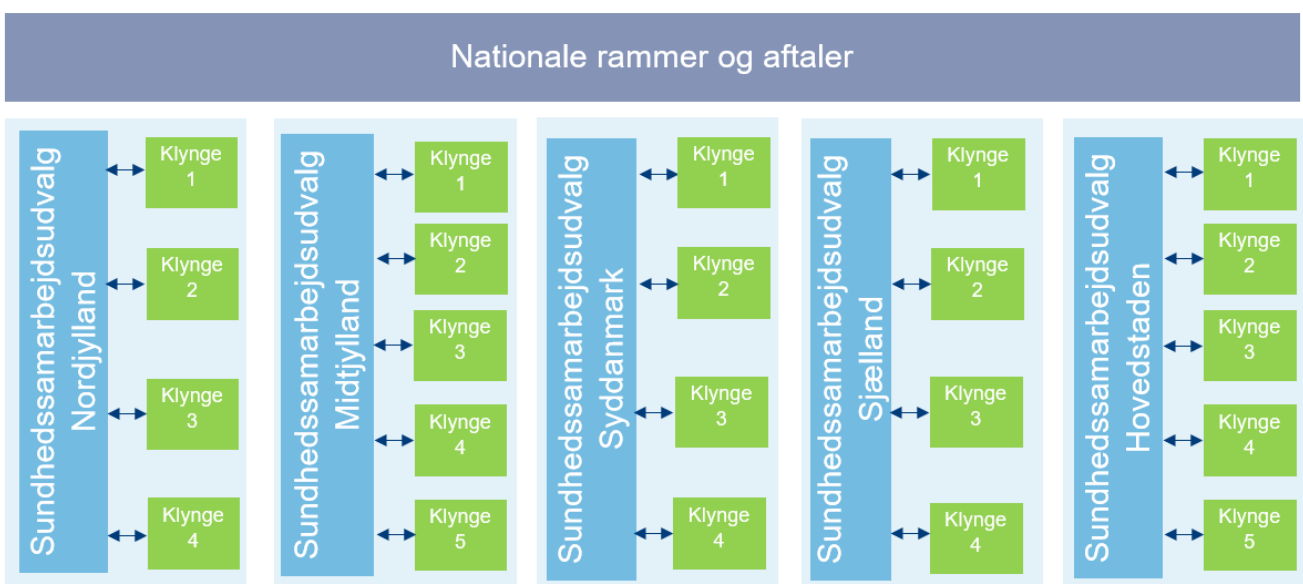 Nationale rammer og aftaler
Sundhedssamarbejdsudvalg
Nordjylland
Klynge
1
Klynge
2
Klynge
3
Klynge
4
Sundhedssamarbejdsudvalg
Midtjylland
Klynge
1
Klynge
2
Klynge
3
Klynge
4
Klynge
5
Sundhedssamarbejdsudvalg
Syddanmark
Klynge
1
Klynge
2
Klynge
3
Klynge
4
Sundhedssamarbejdsudvalg
Sjælland
Klynge
1
Klynge
2
Klynge
3
Klynge
4
Sundhedssamarbejdsudvalg
Hovedstaden
Klynge
1
Klynge
2
Klynge
3
Klynge
4
Klynge
5